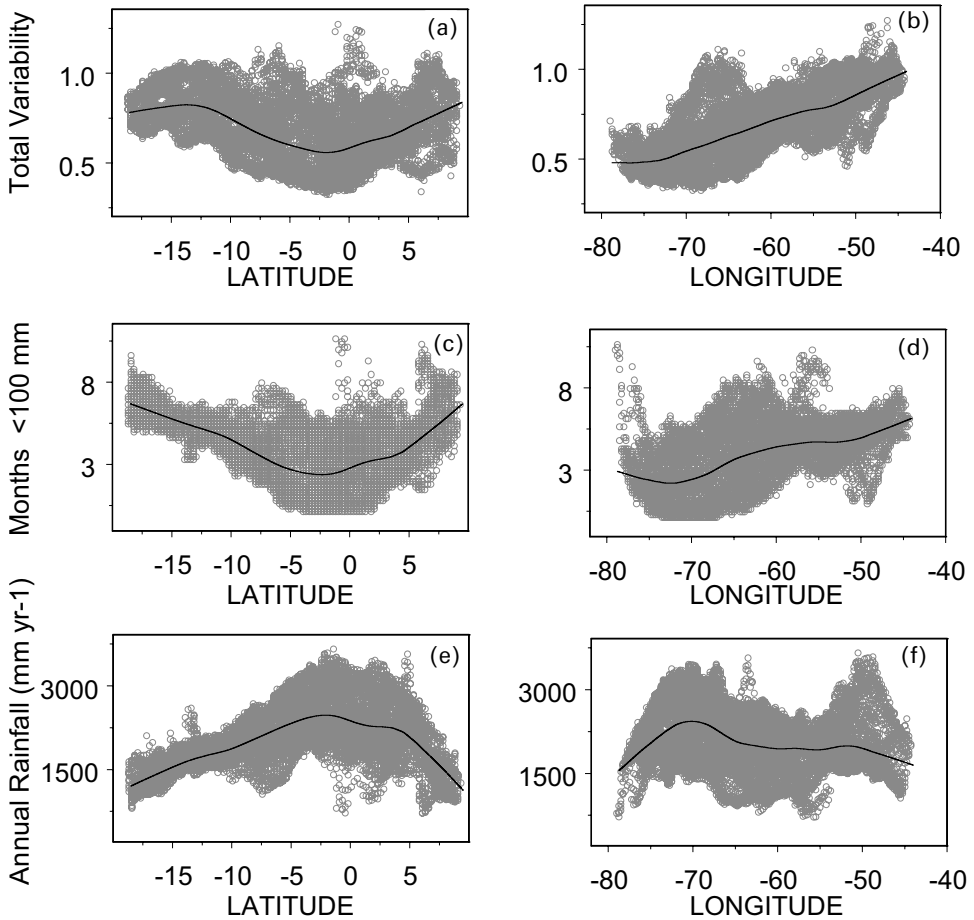 Total Variability
1.0
0.5
(a)
-15 -10 -5 0 5
LATITUDE
1.0
0.5
(b)
-80 -70 -60 -50 -40
LONGITUDE
Months <100 mm
8
3
(c)
-15 -10 -5 0 5
LATITUDE
8
3
(d)
-80 -70 -60 -50 -40
LONGITUDE
Annual Rainfall (mm yr-1)
3000
1500
(e)
-15 -10 -5 0 5
LATITUDE
3000
1500
(f)
-80 -70 -60 -50 -40
LONGITUDE